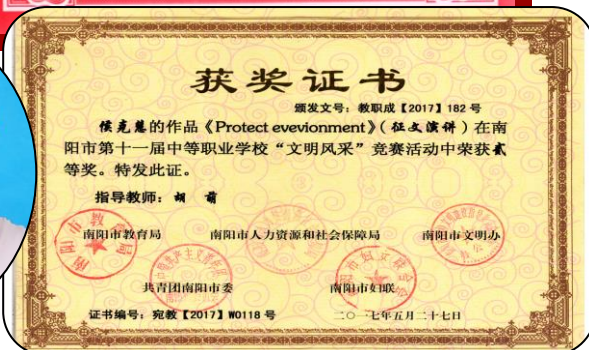 获奖证书
颁发文号：教职成【2017】182 号
侯克慧的作品《Protect evevionment》（征文演讲）在南
阳市第十一届中等职业学校“文明风采”竞赛活动中荣获贰
等奖。特发此证。
指导教师：胡 萌
南阳市教育局 南阳市人力资源和社会保障局 南阳市文明办
共青团南阳市委 南阳市妇联
证书编号：宛教【2017】W0118 号 二〇一七年五月二十七日